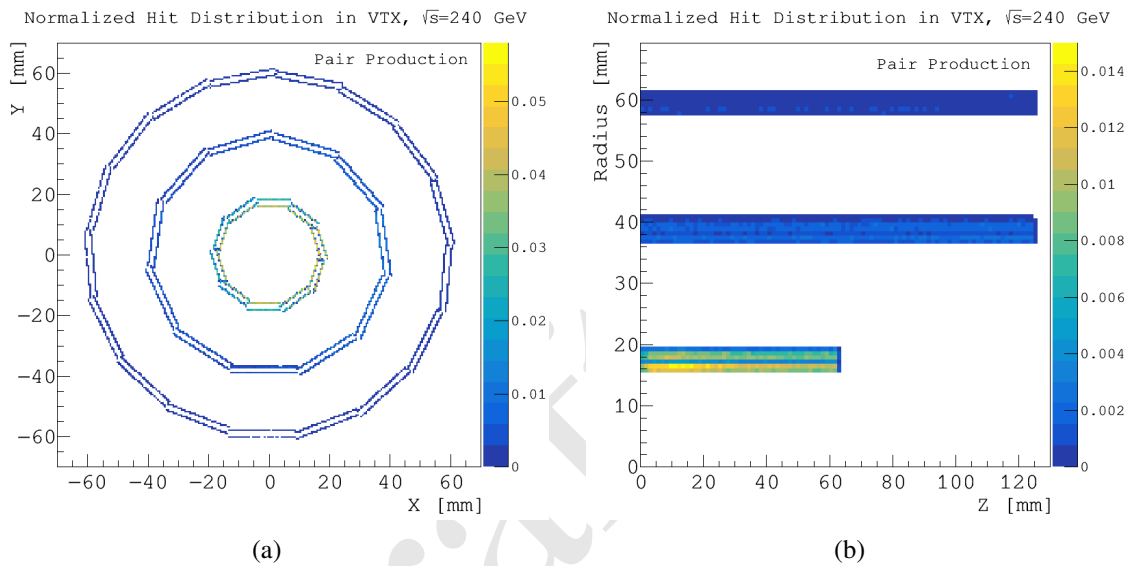 Normalized Hit Distribution in VTX, √s=240 GeV
Pair Production
Y [mm]
60
40
20
0
−20
−40
−60
−60 −40 −20 0 20 40 60
X [mm]
0.05
0.04
0.03
0.02
0.01
0
(a)
Normalized Hit Distribution in VTX, √s=240 GeV
Pair Production
Radius [mm]
60
50
40
30
20
10
0
0 20 40 60 80 100 120
Z [mm]
0.014
0.012
0.01
0.008
0.006
0.004
0.002
0
(b)